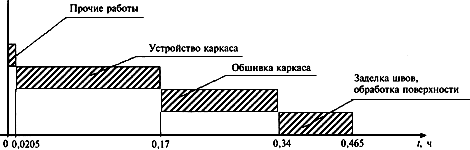 Прочие работы
Устройство каркаса
Обшивка каркаса
Заделка швов,
обработка поверхности
0 0,0205 0,17 0,34 0,465 t, ч